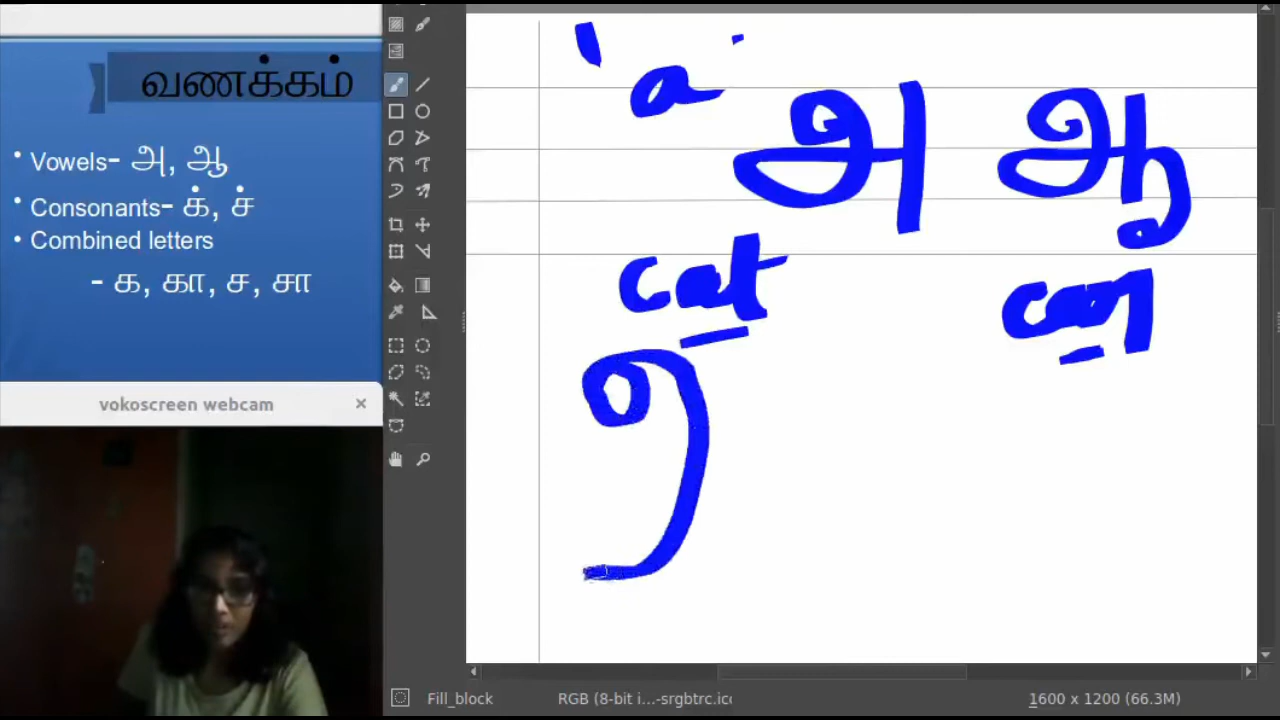 வணக்கம்
• Vowels- அ, ஆ
• Consonants- க், ச்
• Combined letters
- க, கா, ச, சா
vokoscreen webcam ×
'a'
அ ஆ
cat
Fill_block RGB (8-bit i...-srgbtrc.icc 1600 x 1200 (66.3M)